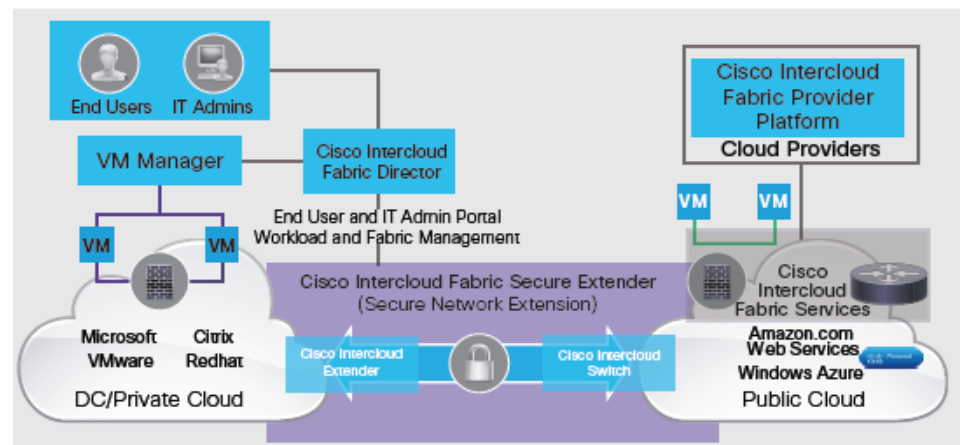 End Users
IT Admins
VM Manager
Cisco Intercloud
Fabric Director
End User and IT Admin Portal
Workload and Fabric Management
VM
VM
Cisco Intercloud Fabric Secure Extender
(Secure Network Extension)
Microsoft
Citrix
VMware
Redhat
DC/Private Cloud
Cisco Intercloud
Extender
Cisco Intercloud
Switch
Cisco Intercloud
Fabric Provider
Platform
Cloud Providers
VM
VM
Cisco
Intercloud
Fabric Services
Amazon.com
Web Services
Windows Azure
Public Cloud